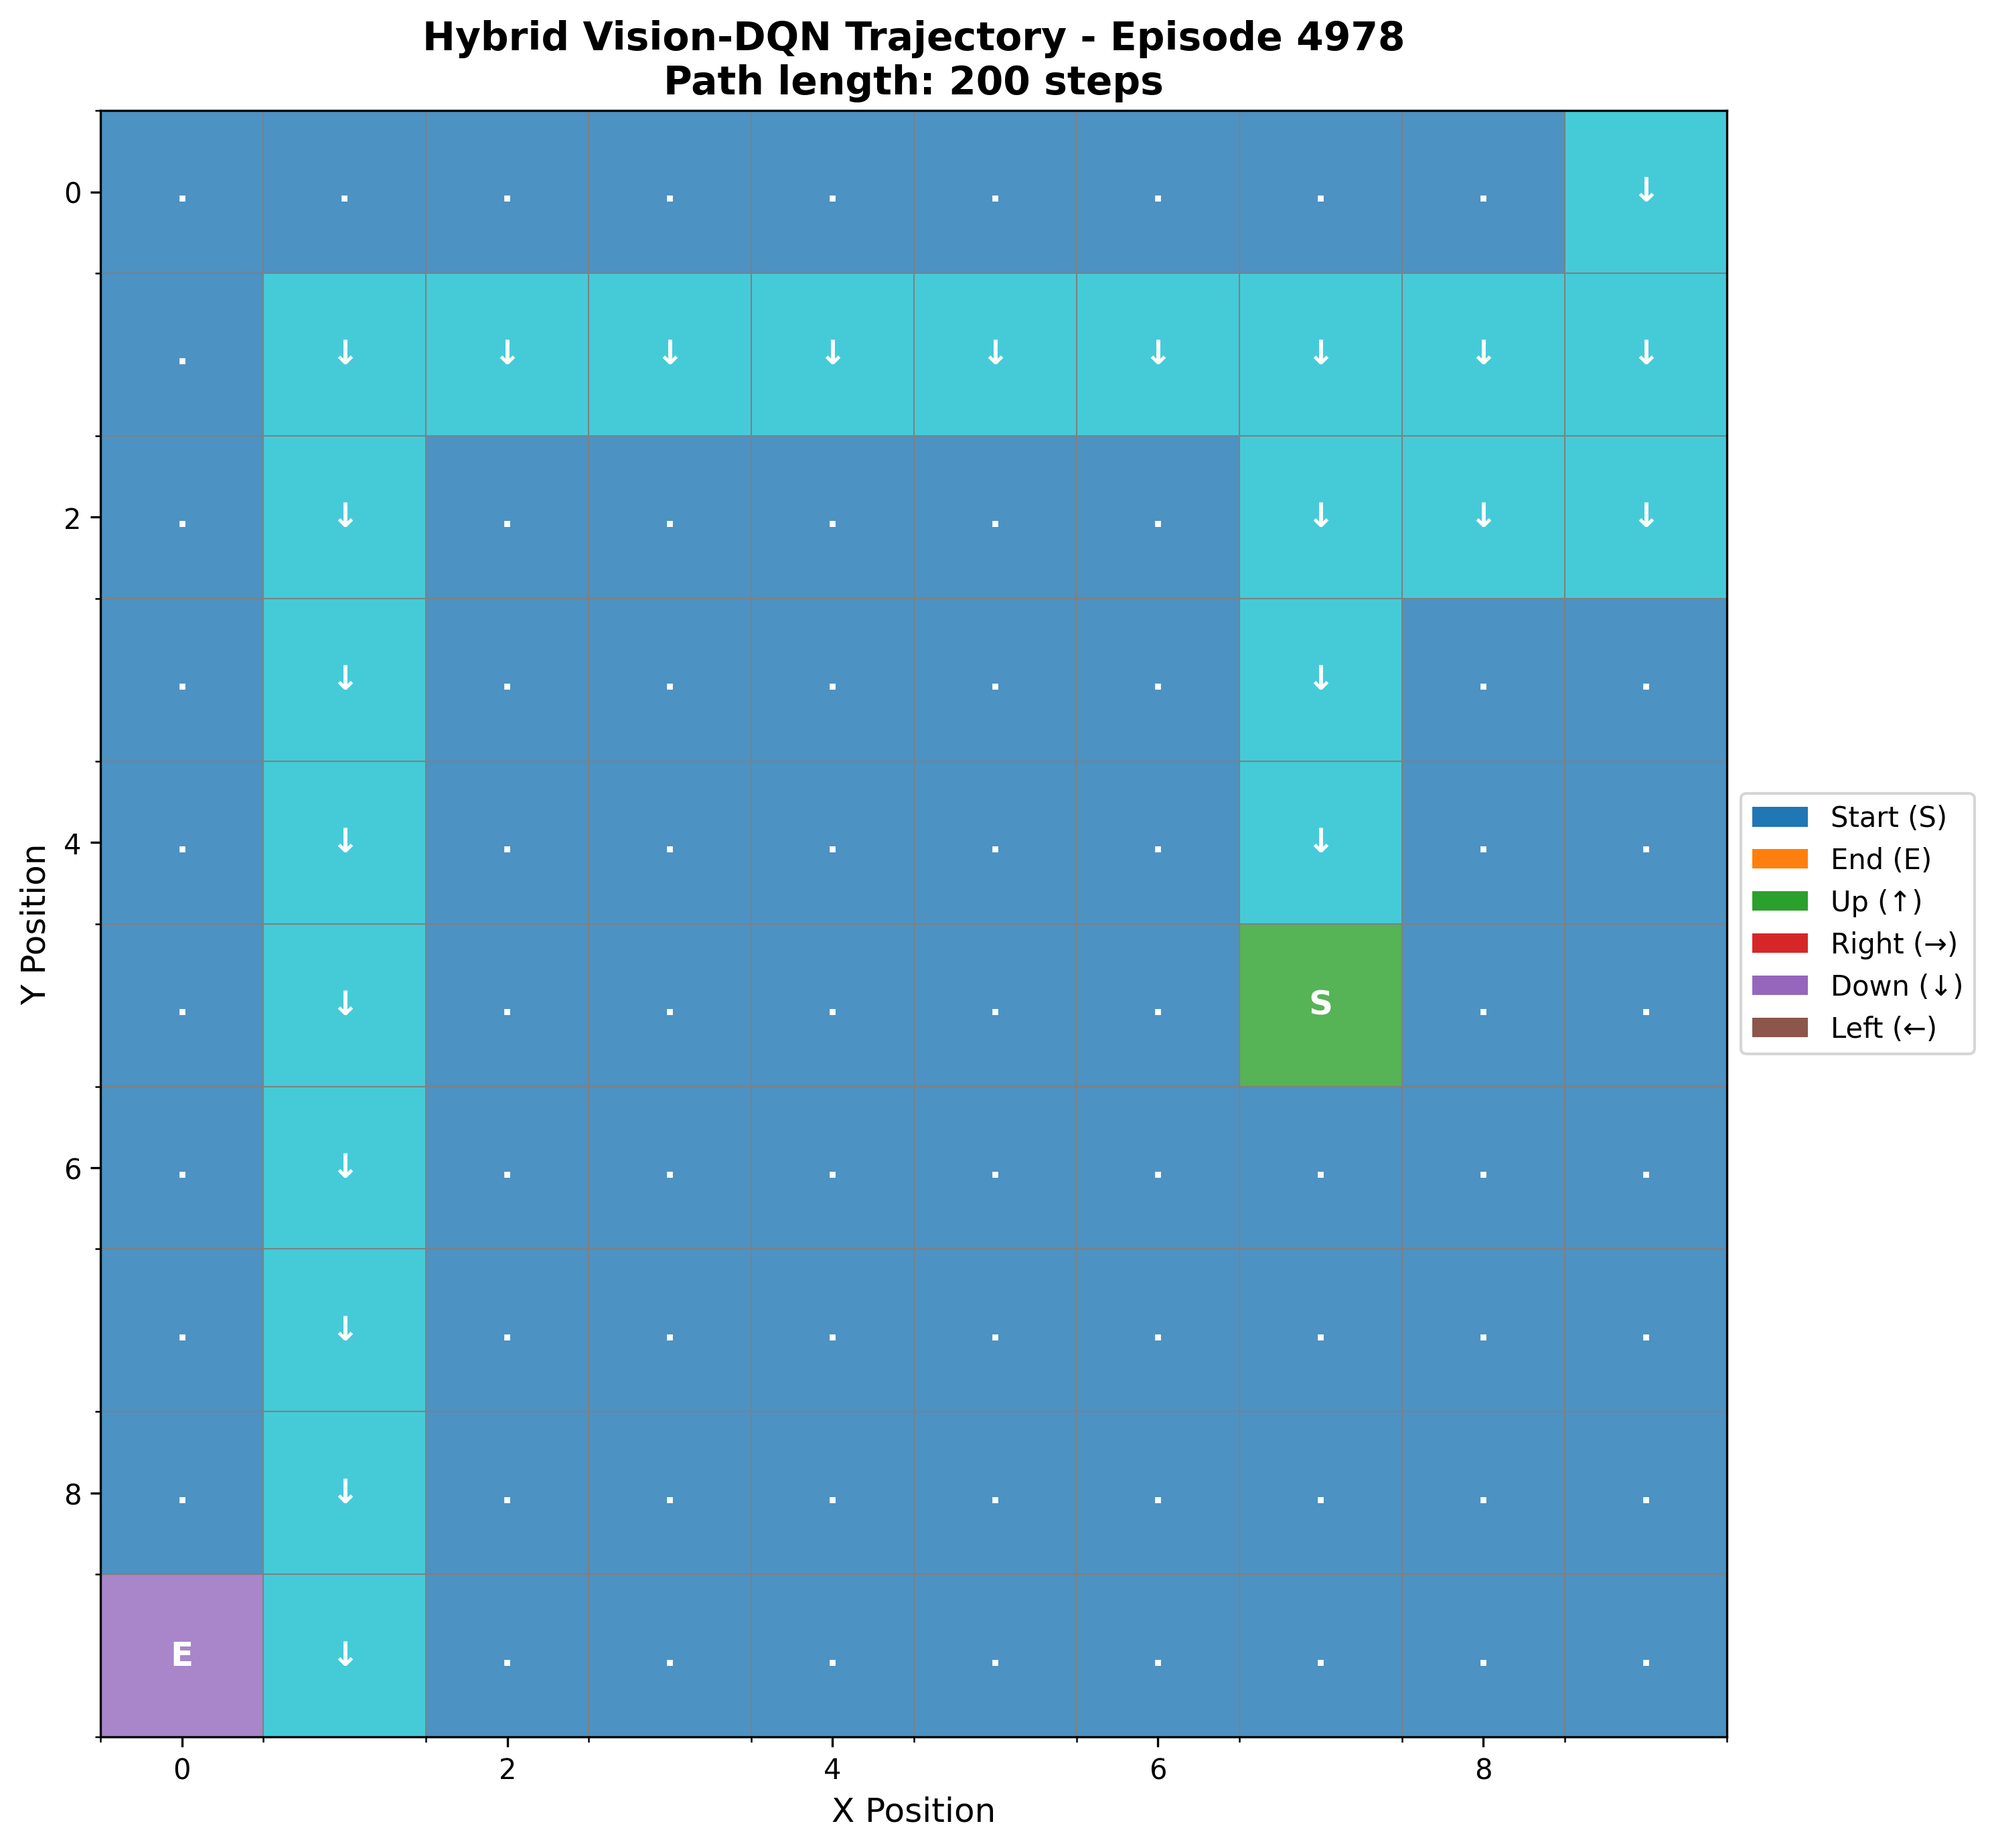 Hybrid Vision-DQN Trajectory - Episode 4978
Path length: 200 steps
0 . . . . . . . . . ↓
. ↓ ↓ ↓ ↓ ↓ ↓ ↓ ↓ ↓
2 . ↓ . . . . . ↓ ↓ ↓
. ↓ . . . . . ↓ . .
4 . ↓ . . . . . ↓ . .
. ↓ . . . . . S . .
6 . ↓ . . . . . . . .
. ↓ . . . . . . . .
8 . ↓ . . . . . . . .
E ↓ . . . . . . . .
0 2 4 6 8
X Position
Y Position
Start (S)
End (E)
Up (↑)
Right (→)
Down (↓)
Left (←)